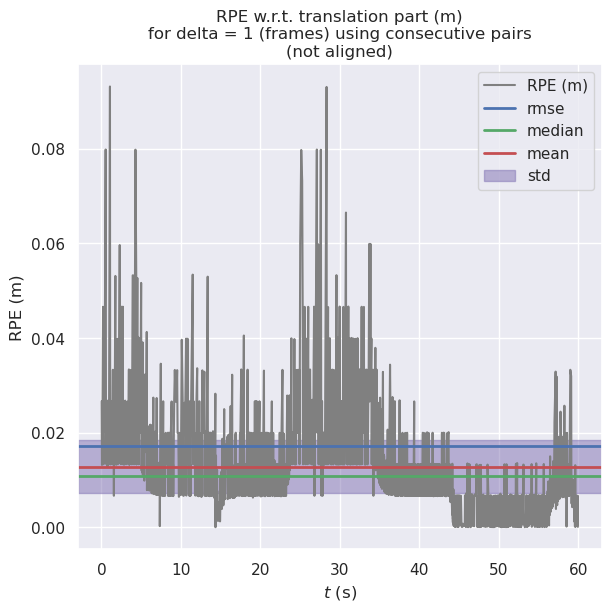 RPE w.r.t. translation part (m)
for delta = 1 (frames) using consecutive pairs
(not aligned)
RPE (m)
rmse
median
mean
std
RPE (m)
0.08
0.06
0.04
0.02
0.00
0 10 20 30 40 50 60
t (s)